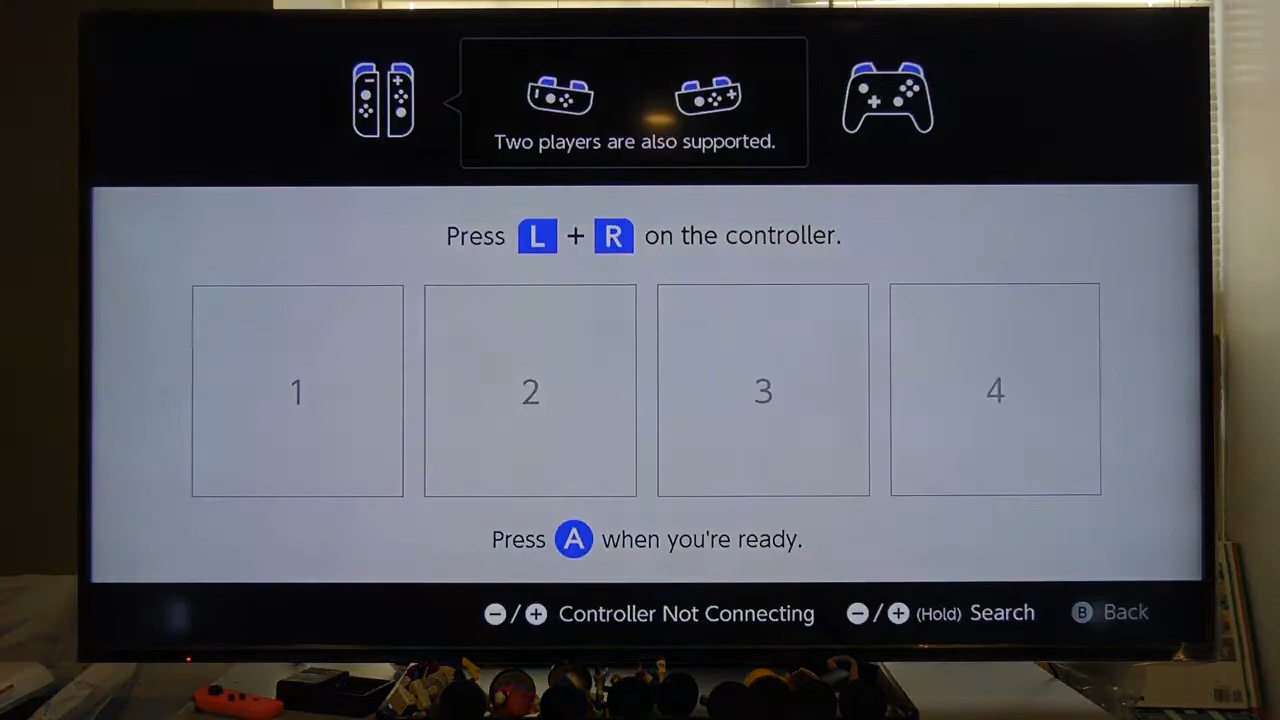 Two players are also supported.
Press L + R on the controller.
1 2 3 4
Press A when you're ready.
−/+ Controller Not Connecting −/+ (Hold) Search B Back